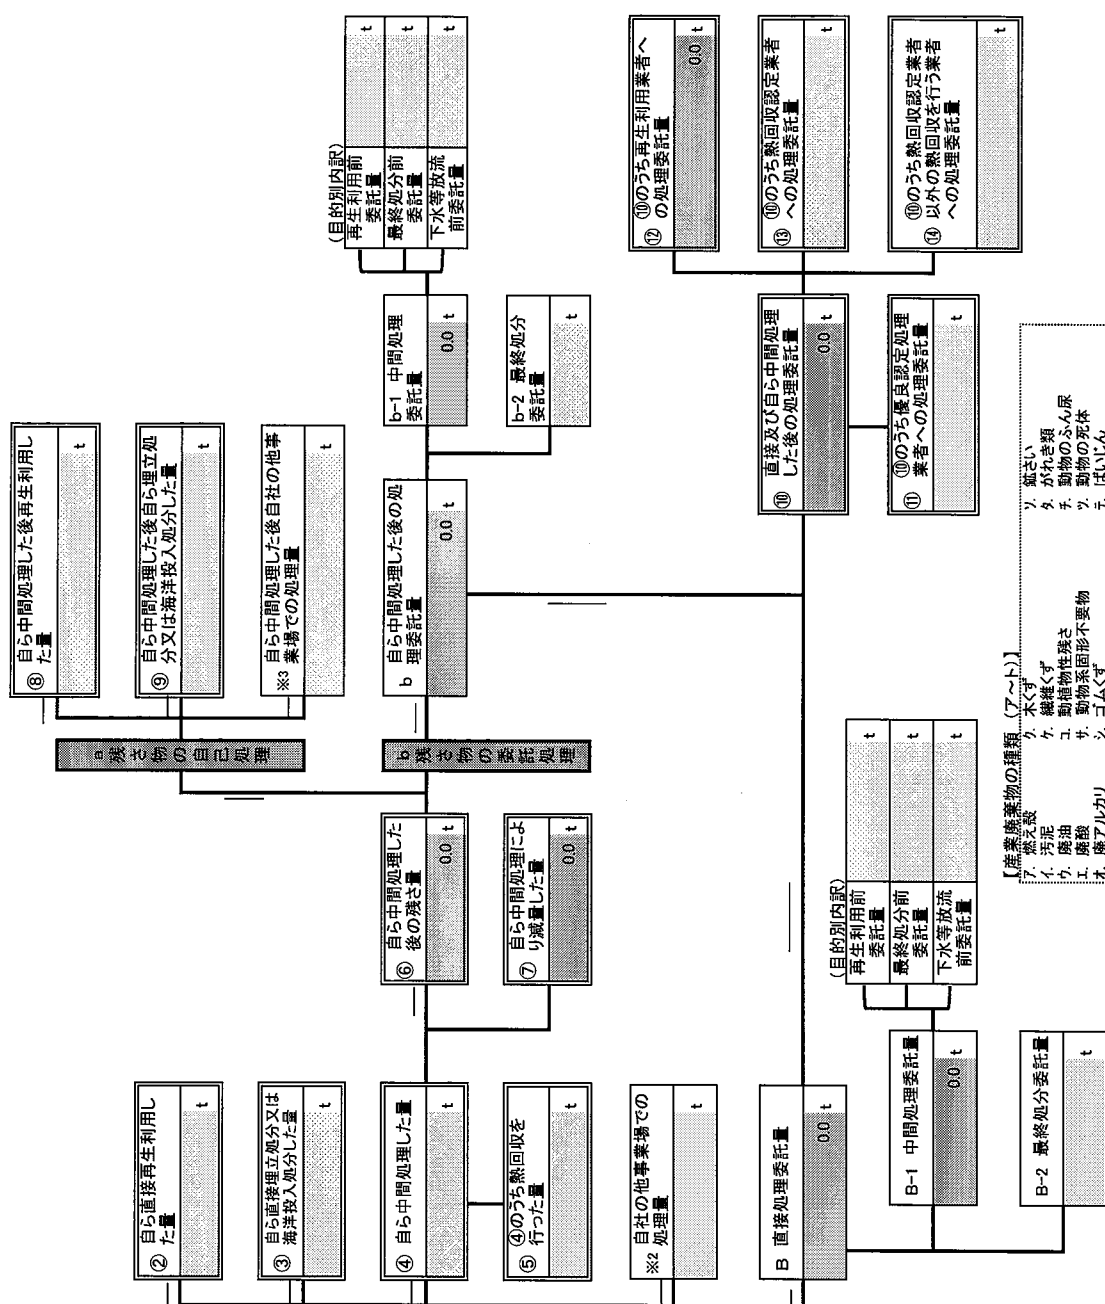 ② 自ら直接再生利用し
た量
t
③ 自ら直接埋立処分又は
海洋投入処分した量
t
④ 自ら中間処理した量
t
⑤ ④のうち熱回収を
行った量
t
※2 自社の他事業場での
処理量
t
B 直接処理委託量
0.0 t
B-1 中間処理委託量
0.0 t
B-2 最終処分委託量
t
(目的別内訳)
再生利用前
委託量
t
最終処分前
委託量
t
下水等放流
前委託量
t
⑥ 自ら中間処理した
後の残さ量
0.0 t
⑦ 自ら中間処理によ
り減量した量
0.0 t
a 残さ物の自己処理
b 残さ物の委託処理
⑧ 自ら中間処理した後再生利用し
た量
t
⑨ 自ら中間処理した後自ら埋立処
分又は海洋投入処分した量
t
※3 自ら中間処理した後自社の他事
業場での処理量
t
b 自ら中間処理した後の処
理委託量
0.0 t
b-1 中間処理
委託量
0.0 t
b-2 最終処分
委託量
t
(目的別内訳)
再生利用前
委託量
t
最終処分前
委託量
t
下水等放流
前委託量
t
⑩ 直接及び自ら中間処理
した後の処理委託量
0.0 t
⑪ ⑩のうち優良認定処理
業者への処理委託量
t
⑫ ⑩のうち再生利用業者へ
の処理委託量
0.0 t
⑬ ⑩のうち熱回収認定業者
への処理委託量
t
⑭ ⑩のうち熱回収認定業者
以外の熱回収を行う業者
への処理委託量
t
【産業廃棄物の種類(ア～ト)】
ア. 燃え殻 ク. 木くず ソ. 鉱さい
イ. 汚泥 ケ. 繊維くず タ. がれき類
ウ. 廃油 コ. 動植物性残さ チ. 動物のふん尿
エ. 廃酸 サ. 動物系固形不要物 ツ. 動物の死体
オ. 廃アルカリ シ. ゴムくず テ. ばいじん